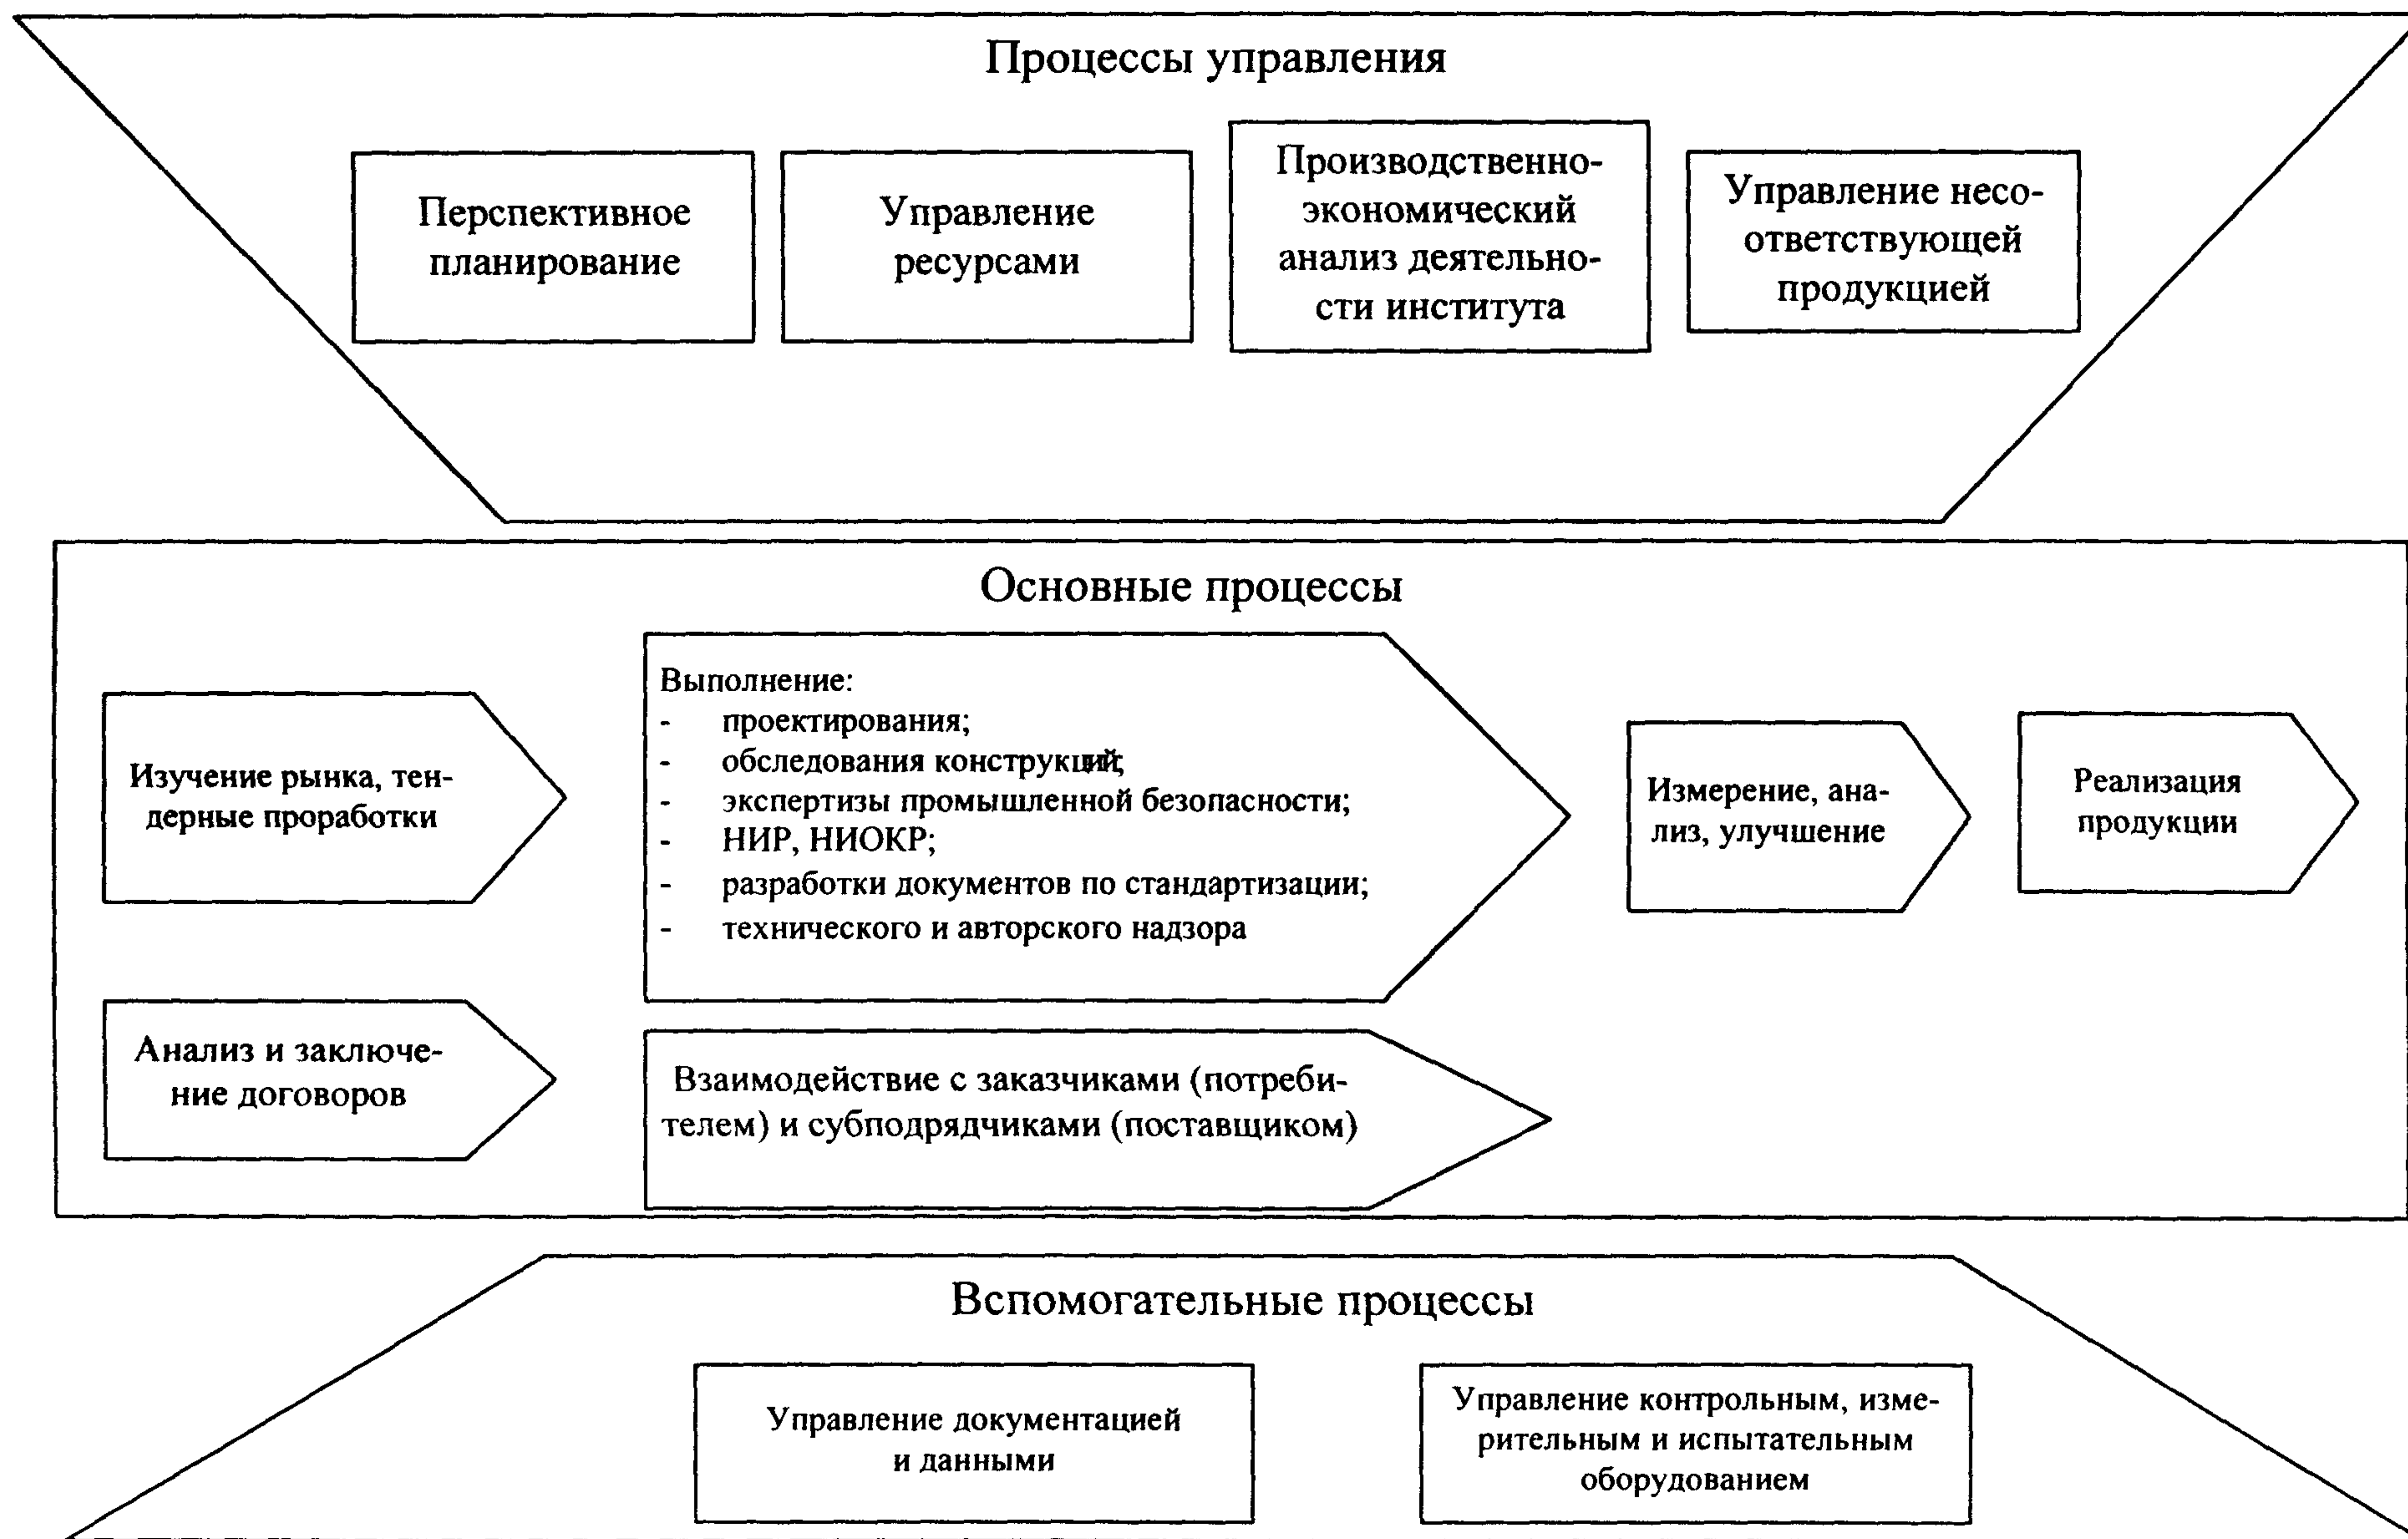 Процессы управления
Перспективное
планирование
Управление
ресурсами
Производственно-
экономический
анализ деятельно-
сти института
Управление несо-
ответствующей
продукцией
Основные процессы
Изучение рынка, тен-
дерные проработки
Выполнение:
- проектирования;
- обследования конструкций;
- экспертизы промышленной безопасности;
- НИР, НИОКР;
- разработки документов по стандартизации;
- технического и авторского надзора
Измерение, ана-
лиз, улучшение
Реализация
продукции
Анализ и заключе-
ние договоров
Взаимодействие с заказчиками (потреби-
телем) и субподрядчиками (поставщиком)
Вспомогательные процессы
Управление документацией
и данными
Управление контрольным, изме-
рительным и испытательным
оборудованием